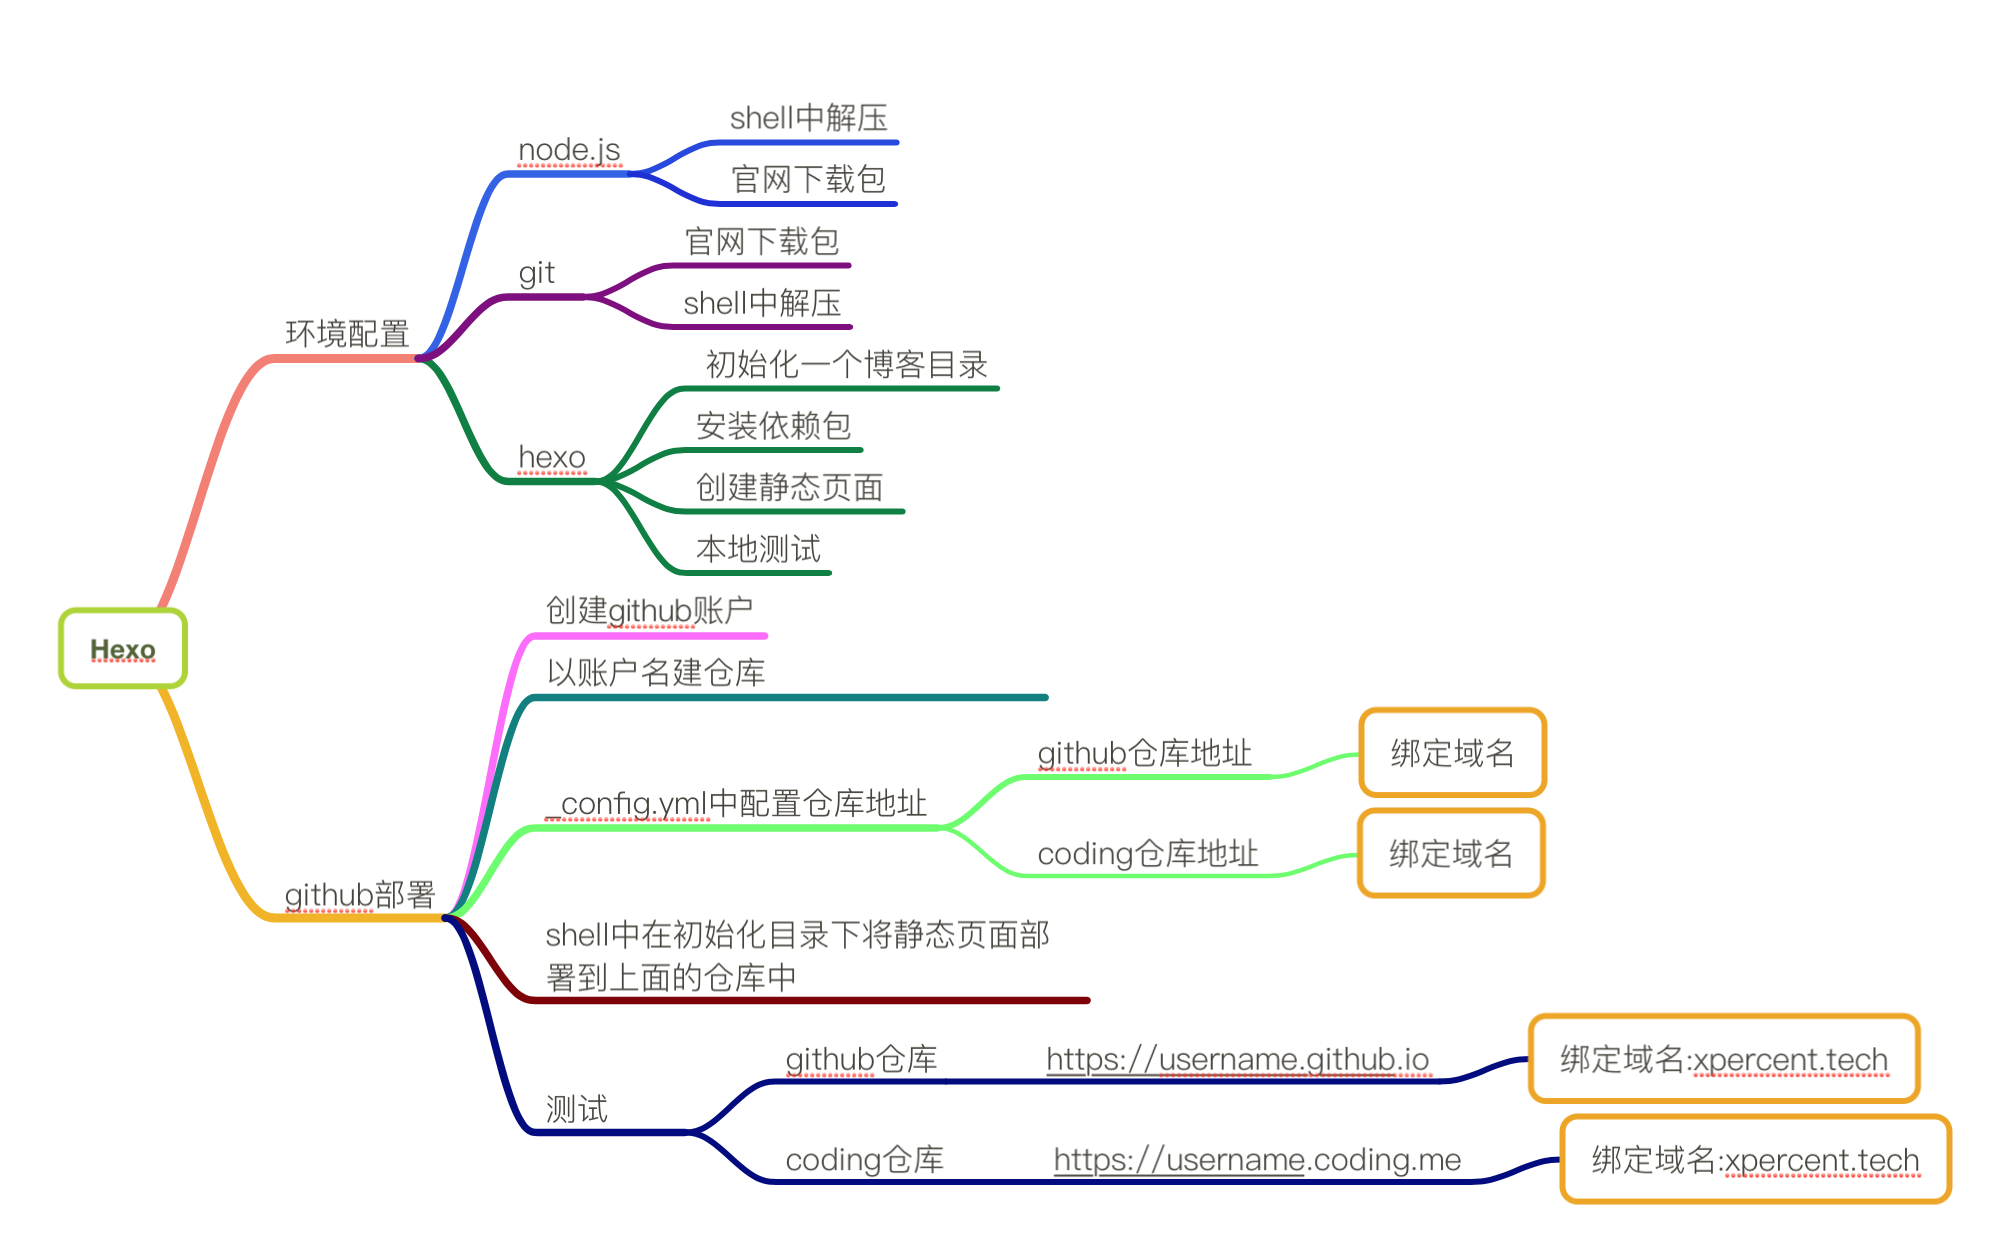 shell中解压
node.js
官网下载包
官网下载包
git
shell中解压
环境配置
初始化一个博客目录
安装依赖包
hexo
创建静态页面
本地测试
Hexo
创建github账户
以账户名建仓库
github仓库地址
绑定域名
_config.yml中配置仓库地址
coding仓库地址
绑定域名
github部署
shell中在初始化目录下将静态页面部
署到上面的仓库中
github仓库
https://username.github.io
绑定域名:xpercent.tech
测试
coding仓库
https://username.coding.me
绑定域名:xpercent.tech